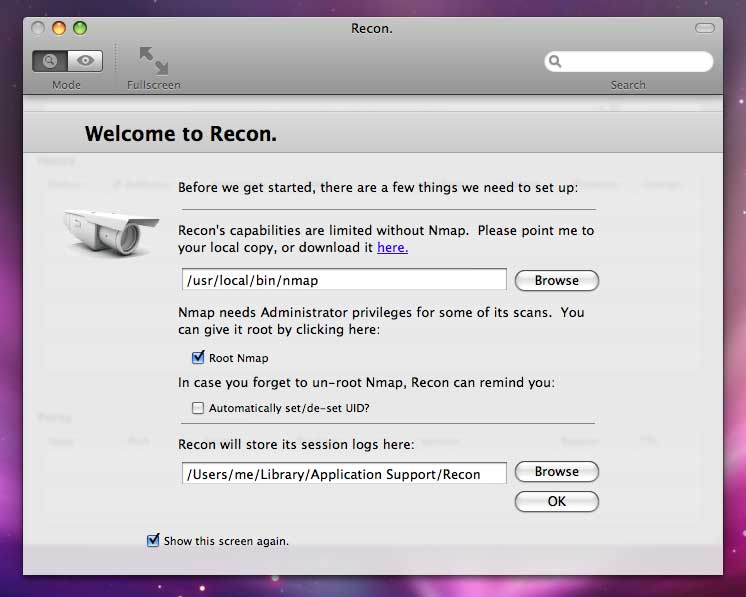 Recon.
Mode
Fullscreen
Search
Welcome to Recon.
Before we get started, there are a few things we need to set up:
Recon's capabilities are limited without Nmap.  Please point me to
your local copy, or download it here.
/usr/local/bin/nmap
Browse
Nmap needs Administrator privileges for some of its scans.  You
can give it root by clicking here:
Root Nmap
In case you forget to un-root Nmap, Recon can remind you:
Automatically set/de-set UID?
Recon will store its session logs here:
/Users/me/Library/Application Support/Recon
Browse
OK
Show this screen again.